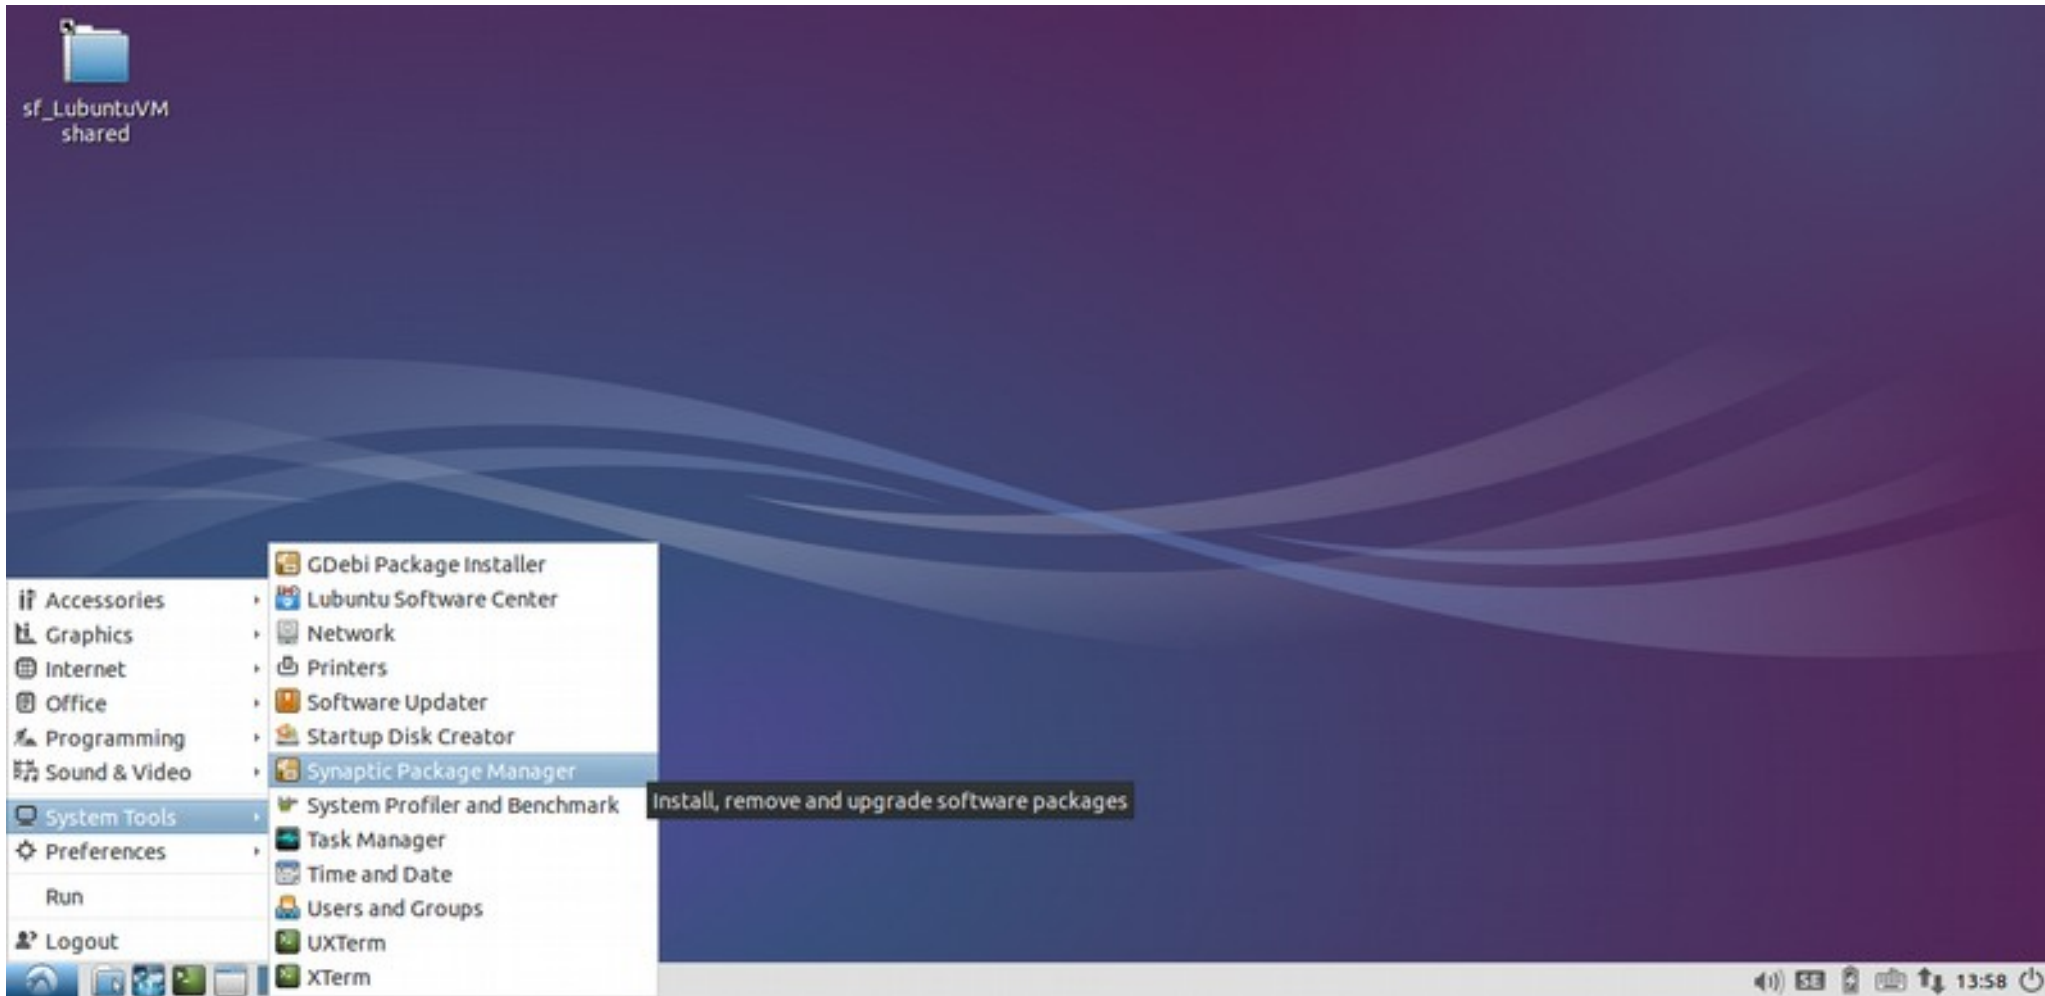 sf_LubuntuVM
shared
GDebi Package Installer
Lubuntu Software Center
Network
Printers
Software Updater
Startup Disk Creator
Synaptic Package Manager
System Profiler and Benchmark
Task Manager
Time and Date
Users and Groups
UXTerm
XTerm
Accessories
Graphics
Internet
Office
Programming
Sound & Video
System Tools
Preferences
Run
Logout
Install, remove and upgrade software packages
SE
13:58